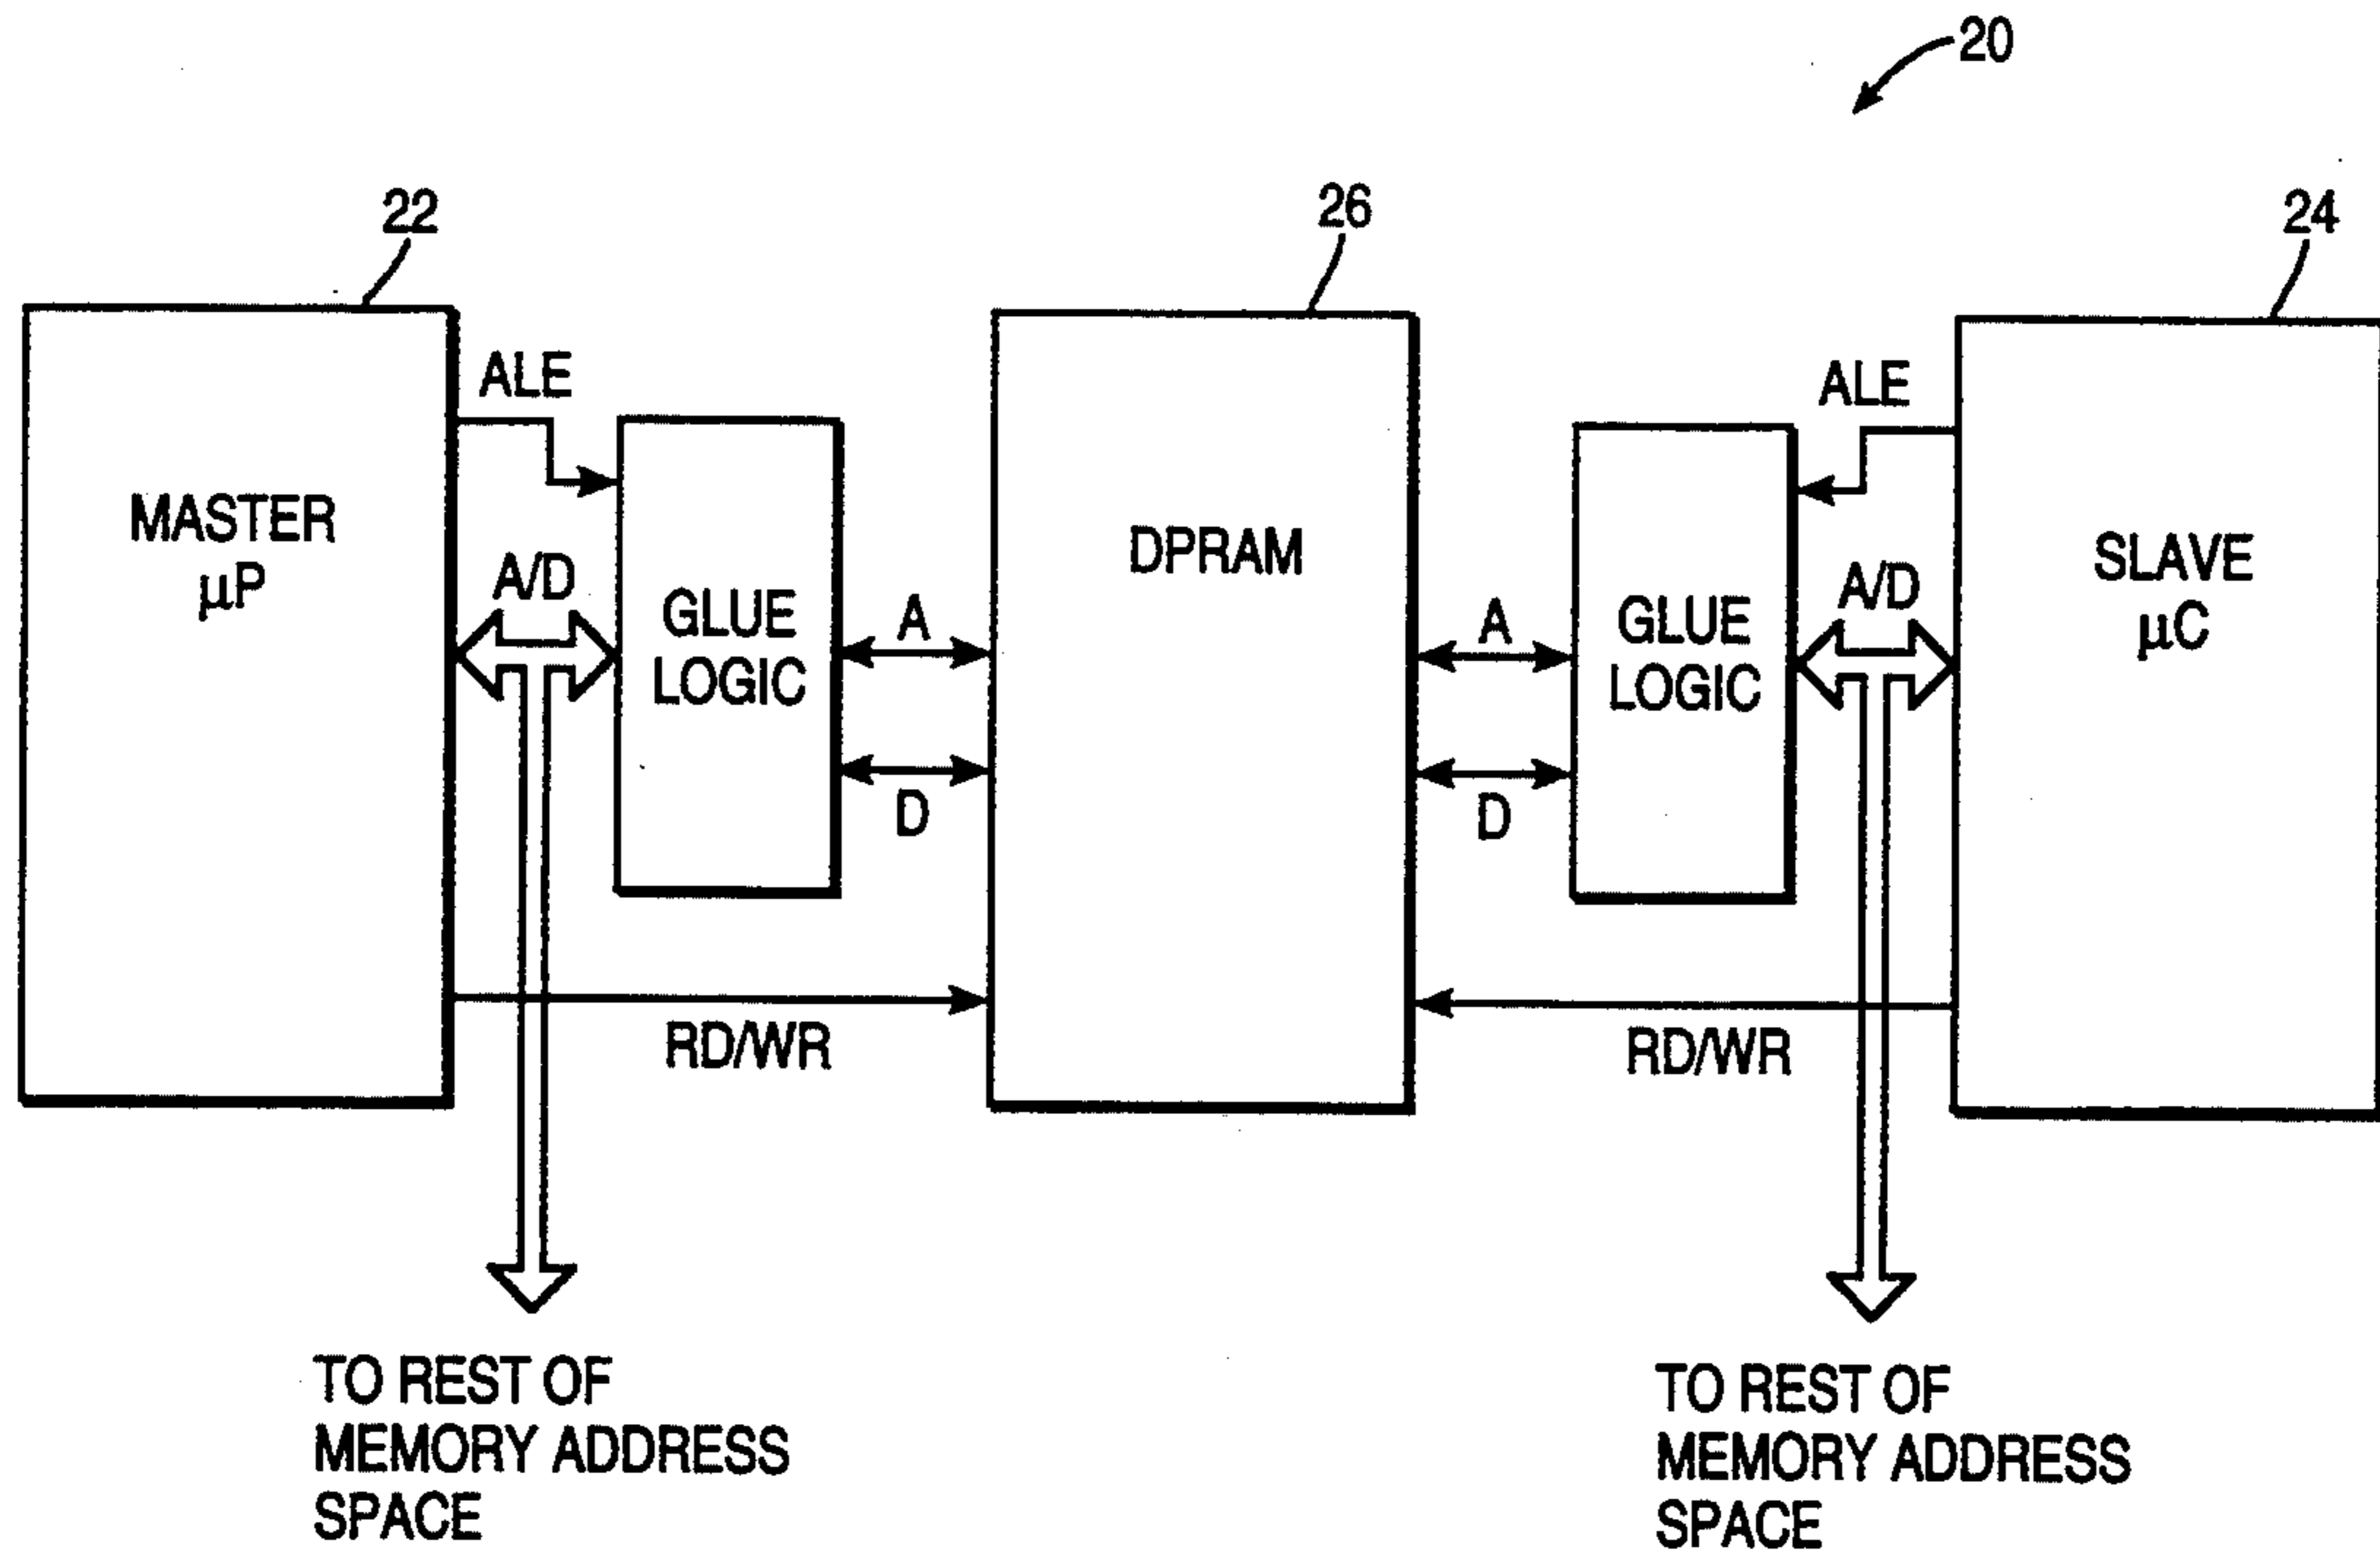 20
22
26
24
ALE
ALE
MASTER
µP
DPRAM
SLAVE
µC
A/D
A/D
GLUE
LOGIC
GLUE
LOGIC
A
A
D
D
RD/WR
RD/WR
TO REST OF
MEMORY ADDRESS
SPACE
TO REST OF
MEMORY ADDRESS
SPACE